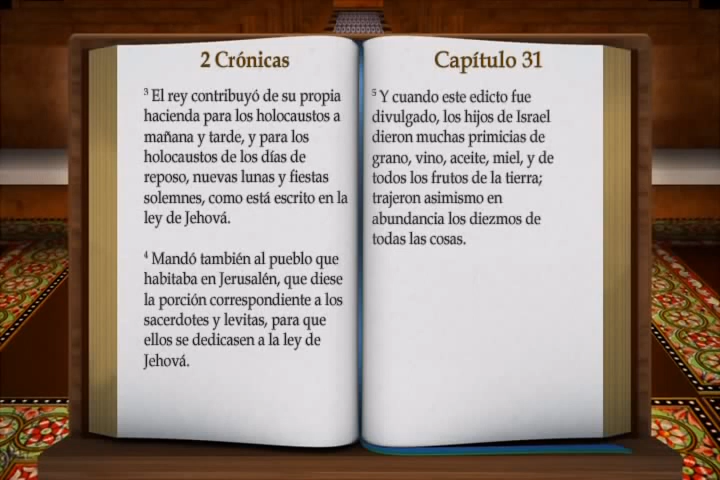 2 Crónicas
³ El rey contribuyó de su propia
hacienda para los holocaustos a
mañana y tarde, y para los
holocaustos de los días de
reposo, nuevas lunas y fiestas
solemnes, como está escrito en la
ley de Jehová.
⁴ Mandó también al pueblo que
habitaba en Jerusalén, que diese
la porción correspondiente a los
sacerdotes y levitas, para que
ellos se dedicasen a la ley de
Jehová.
Capítulo 31
⁵ Y cuando este edicto fue
divulgado, los hijos de Israel
dieron muchas primicias de
grano, vino, aceite, miel, y de
todos los frutos de la tierra;
trajeron asimismo en
abundancia los diezmos de
todas las cosas.